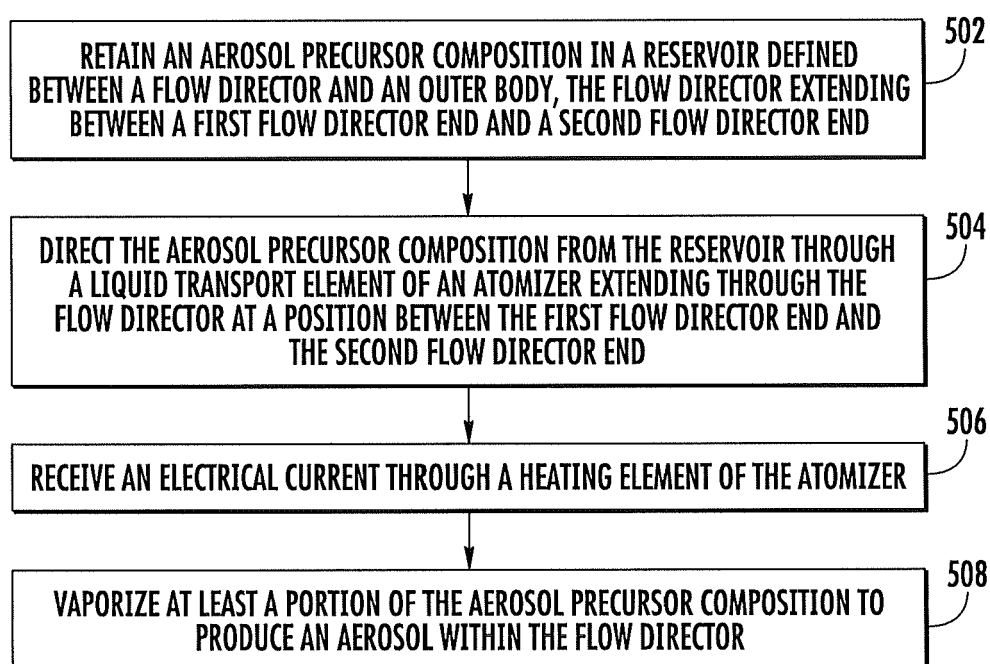 RETAIN AN AEROSOL PRECURSOR COMPOSITION IN A RESERVOIR DEFINED
BETWEEN A FLOW DIRECTOR AND AN OUTER BODY, THE FLOW DIRECTOR EXTENDING
BETWEEN A FIRST FLOW DIRECTOR END AND A SECOND FLOW DIRECTOR END
502
DIRECT THE AEROSOL PRECURSOR COMPOSITION FROM THE RESERVOIR THROUGH
A LIQUID TRANSPORT ELEMENT OF AN ATOMIZER EXTENDING THROUGH THE
FLOW DIRECTOR AT A POSITION BETWEEN THE FIRST FLOW DIRECTOR END AND
THE SECOND FLOW DIRECTOR END
504
RECEIVE AN ELECTRICAL CURRENT THROUGH A HEATING ELEMENT OF THE ATOMIZER
506
VAPORIZE AT LEAST A PORTION OF THE AEROSOL PRECURSOR COMPOSITION TO
PRODUCE AN AEROSOL WITHIN THE FLOW DIRECTOR
508